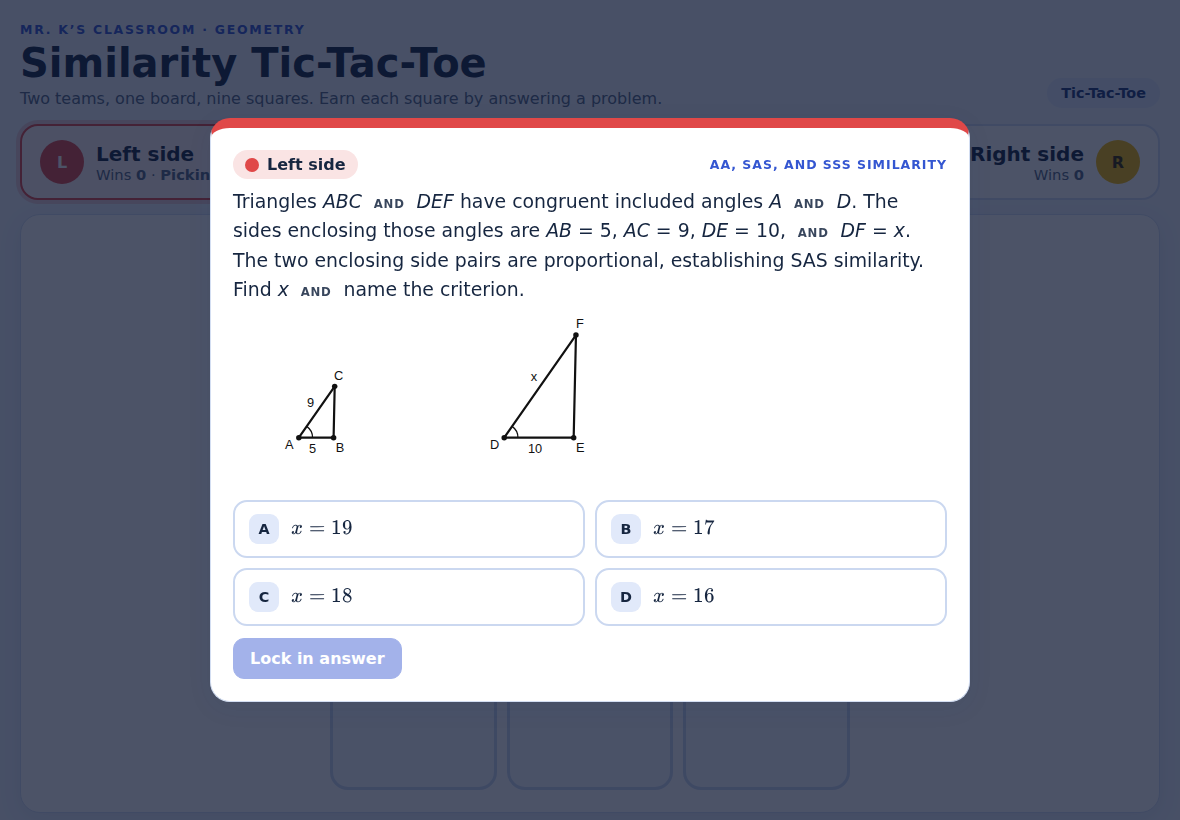 MR. K’S CLASSROOM · GEOMETRY
Similarity Tic-Tac-Toe
Two teams, one board, nine squares. Earn each square by answering a problem.
Tic-Tac-Toe
L
Left side
Wins 0 · Pickin
Right side
Wins 0
R
Left side
AA, SAS, AND SSS SIMILARITY
Triangles ABC AND DEF have congruent included angles A AND D. The
sides enclosing those angles are AB = 5, AC = 9, DE = 10, AND DF = x.
The two enclosing side pairs are proportional, establishing SAS similarity.
Find x AND name the criterion.
F
C
x
9
A
5
B
D
10
E
A x = 19
B x = 17
C x = 18
D x = 16
Lock in answer